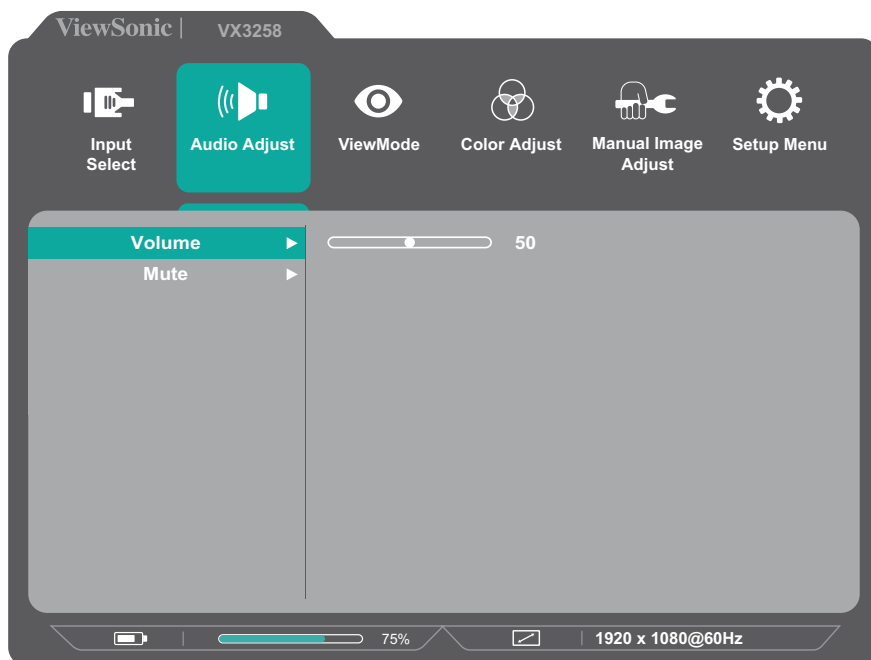 ViewSonic | VX3258
Input Select
Audio Adjust
ViewMode
Color Adjust
Manual Image Adjust
Setup Menu
Volume
50
Mute
75%
1920 x 1080@60Hz